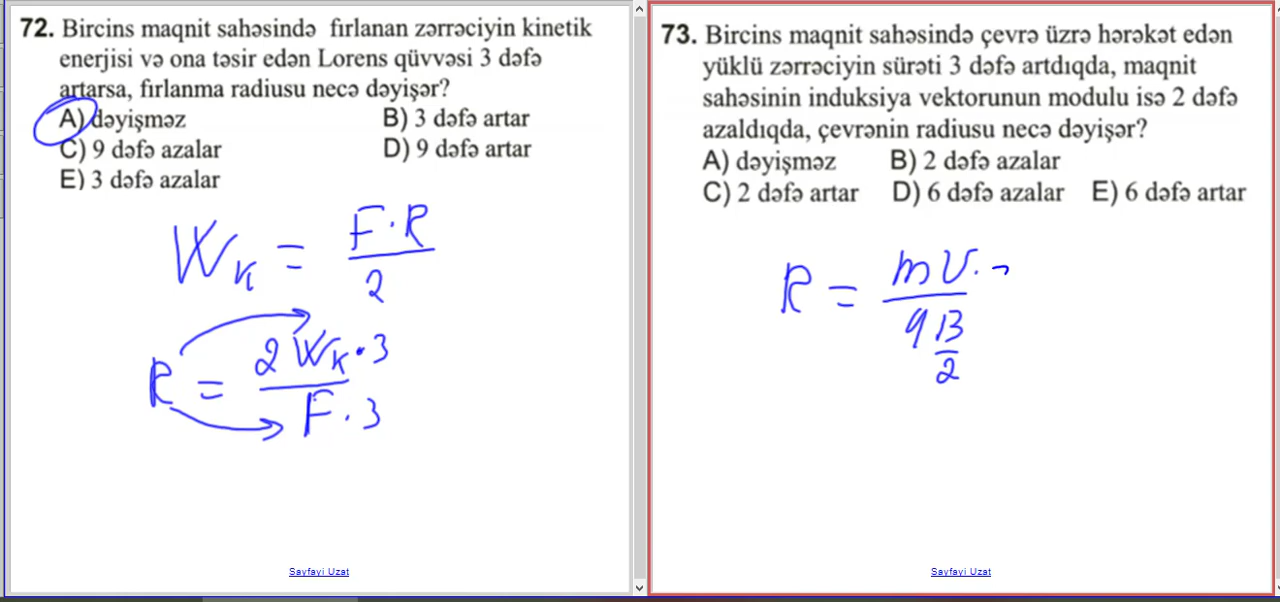 72. Bircins maqnit sahəsində fırlanan zərrəciyin kinetik
enerjisi və ona təsir edən Lorens qüvvəsi 3 dəfə
artarsa, fırlanma radiusu necə dəyişər?
A) dəyişməz B) 3 dəfə artar
C) 9 dəfə azalar D) 9 dəfə artar
E) 3 dəfə azalar
W_K = F·R / 2
R = 2 W_K · 3 / F · 3
Sayfayi Uzat
73. Bircins maqnit sahəsində çevrə üzrə hərəkət edən
yüklü zərrəciyin sürəti 3 dəfə artdıqda, maqnit
sahəsinin induksiya vektorunun modulu isə 2 dəfə
azaldıqda, çevrənin radiusu necə dəyişər?
A) dəyişməz B) 2 dəfə azalar
C) 2 dəfə artar D) 6 dəfə azalar E) 6 dəfə artar
R = mυ· / q B/2
Sayfayi Uzat